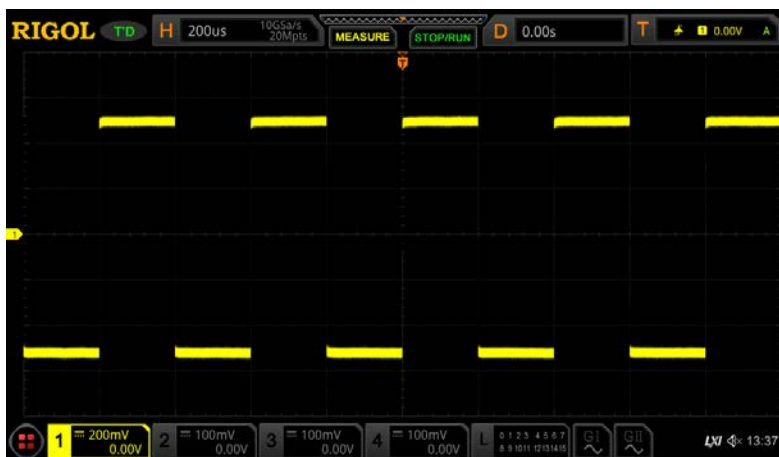 RIGOL T'D H 200us 10GSa/s 20Mpts MEASURE STOP/RUN D 0.00s T 1 0.00V A
T
1
1 200mV 0.00V 2 100mV 0.00V 3 100mV 0.00V 4 100mV 0.00V L 0 1 2 3 4 5 6 7 GI GII LXI 13:37
8 9 10 11 12 13 14 15